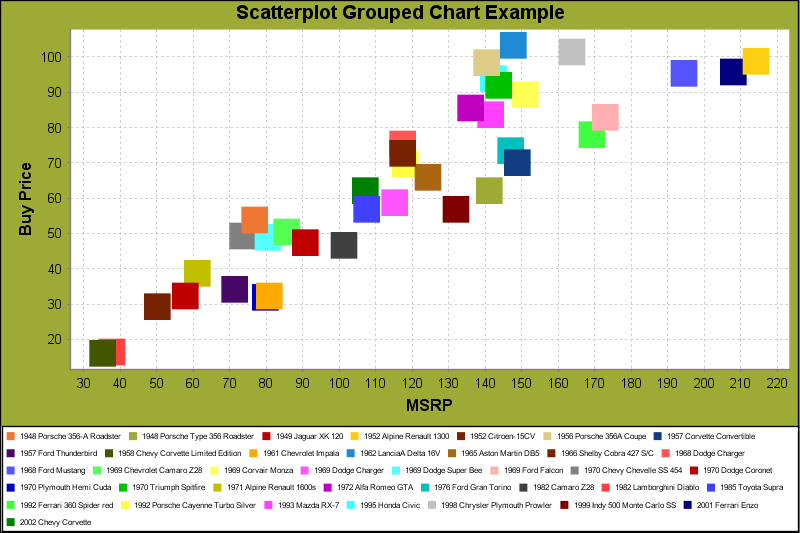 Scatterplot Grouped Chart Example
100
90
80
70
60
50
40
30
20
Buy Price
30 40 50 60 70 80 90 100 110 120 130 140 150 160 170 180 190 200 210 220
MSRP
1948 Porsche 356-A Roadster 1948 Porsche Type 356 Roadster 1949 Jaguar XK 120 1952 Alpine Renault 1300 1952 Citroen-15CV 1956 Porsche 356A Coupe 1957 Corvette Convertible
1957 Ford Thunderbird 1958 Chevy Corvette Limited Edition 1961 Chevrolet Impala 1962 LanciaA Delta 16V 1965 Aston Martin DB5 1966 Shelby Cobra 427 S/C 1968 Dodge Charger
1968 Ford Mustang 1969 Chevrolet Camaro Z28 1969 Corvair Monza 1969 Dodge Charger 1969 Dodge Super Bee 1969 Ford Falcon 1970 Chevy Chevelle SS 454 1970 Dodge Coronet
1970 Plymouth Hemi Cuda 1970 Triumph Spitfire 1971 Alpine Renault 1600s 1972 Alfa Romeo GTA 1976 Ford Gran Torino 1982 Camaro Z28 1982 Lamborghini Diablo 1985 Toyota Supra
1992 Ferrari 360 Spider red 1992 Porsche Cayenne Turbo Silver 1993 Mazda RX-7 1995 Honda Civic 1998 Chrysler Plymouth Prowler 1999 Indy 500 Monte Carlo SS 2001 Ferrari Enzo
2002 Chevy Corvette